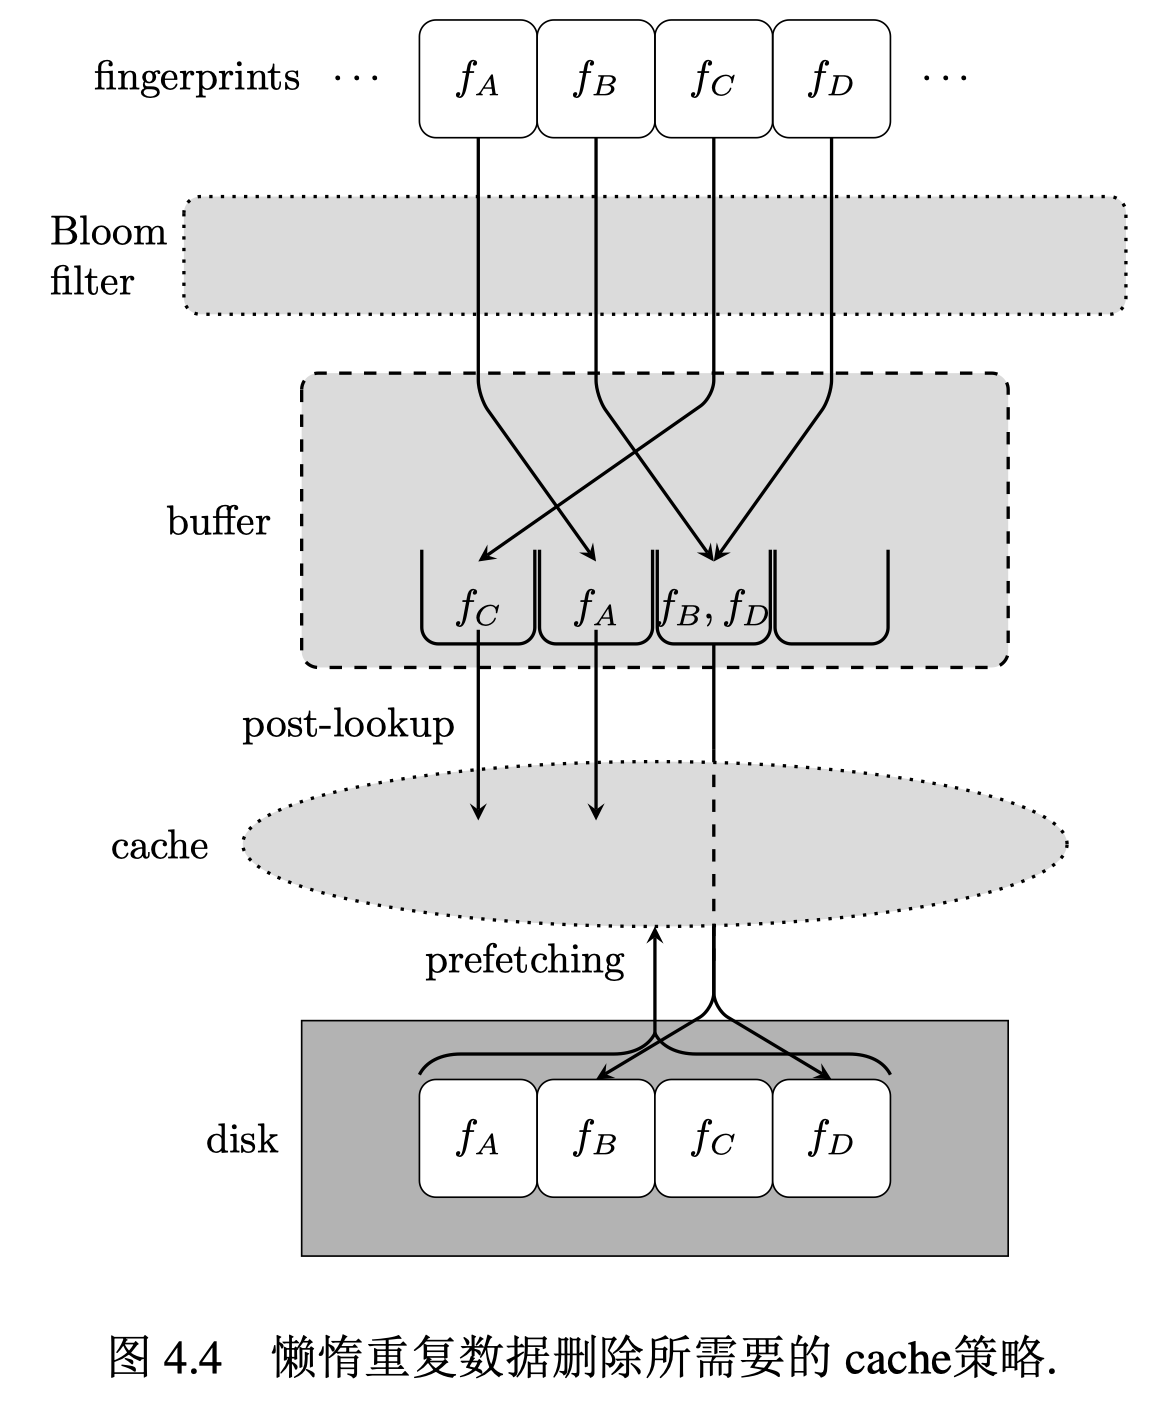 fingerprints ··· f_A f_B f_C f_D ···
Bloom
filter
buffer
f_C f_A f_B, f_D
post-lookup
cache
prefetching
disk f_A f_B f_C f_D
图 4.4 懒惰重复数据删除所需要的 cache策略.